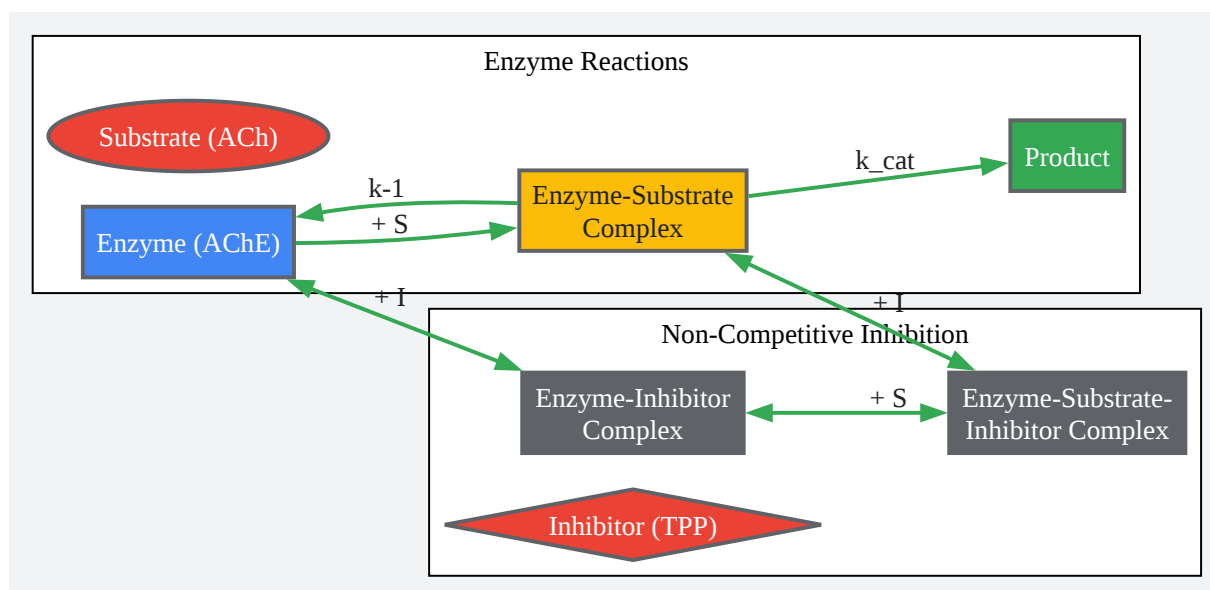 Enzyme Reactions
Substrate (ACh)
Product
k_cat
k-1
Enzyme-Substrate
Complex
+ S
Enzyme (AChE)
+ I
+ I
Non-Competitive Inhibition
Enzyme-Inhibitor
Complex
+ S
Enzyme-Substrate-
Inhibitor Complex
Inhibitor (TPP)